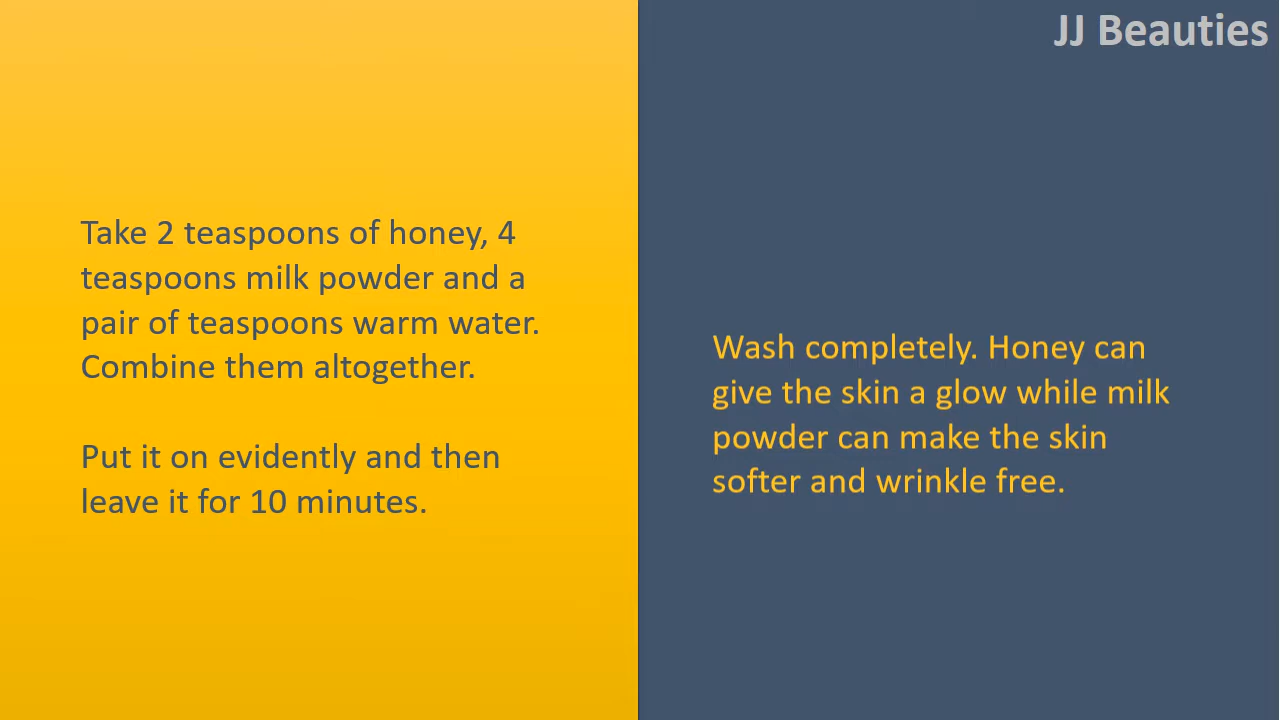 JJ Beauties
Take 2 teaspoons of honey, 4
teaspoons milk powder and a
pair of teaspoons warm water.
Combine them altogether.
Put it on evidently and then
leave it for 10 minutes.
Wash completely. Honey can
give the skin a glow while milk
powder can make the skin
softer and wrinkle free.